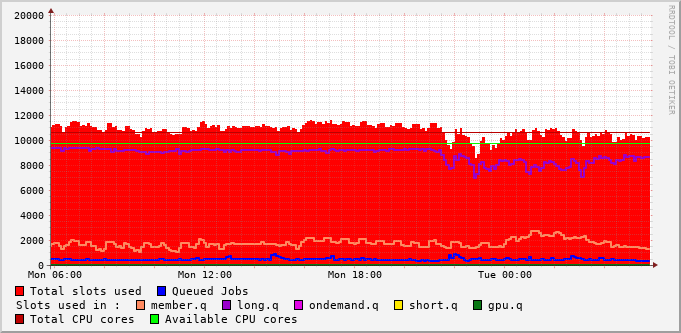 20000
18000
16000
14000
12000
10000
8000
6000
4000
2000
0
Mon 06:00 Mon 12:00 Mon 18:00 Tue 00:00
Total slots used Queued Jobs
Slots used in : member.q long.q ondemand.q short.q gpu.q
Total CPU cores Available CPU cores
RRDTOOL / TOBI OETIKER